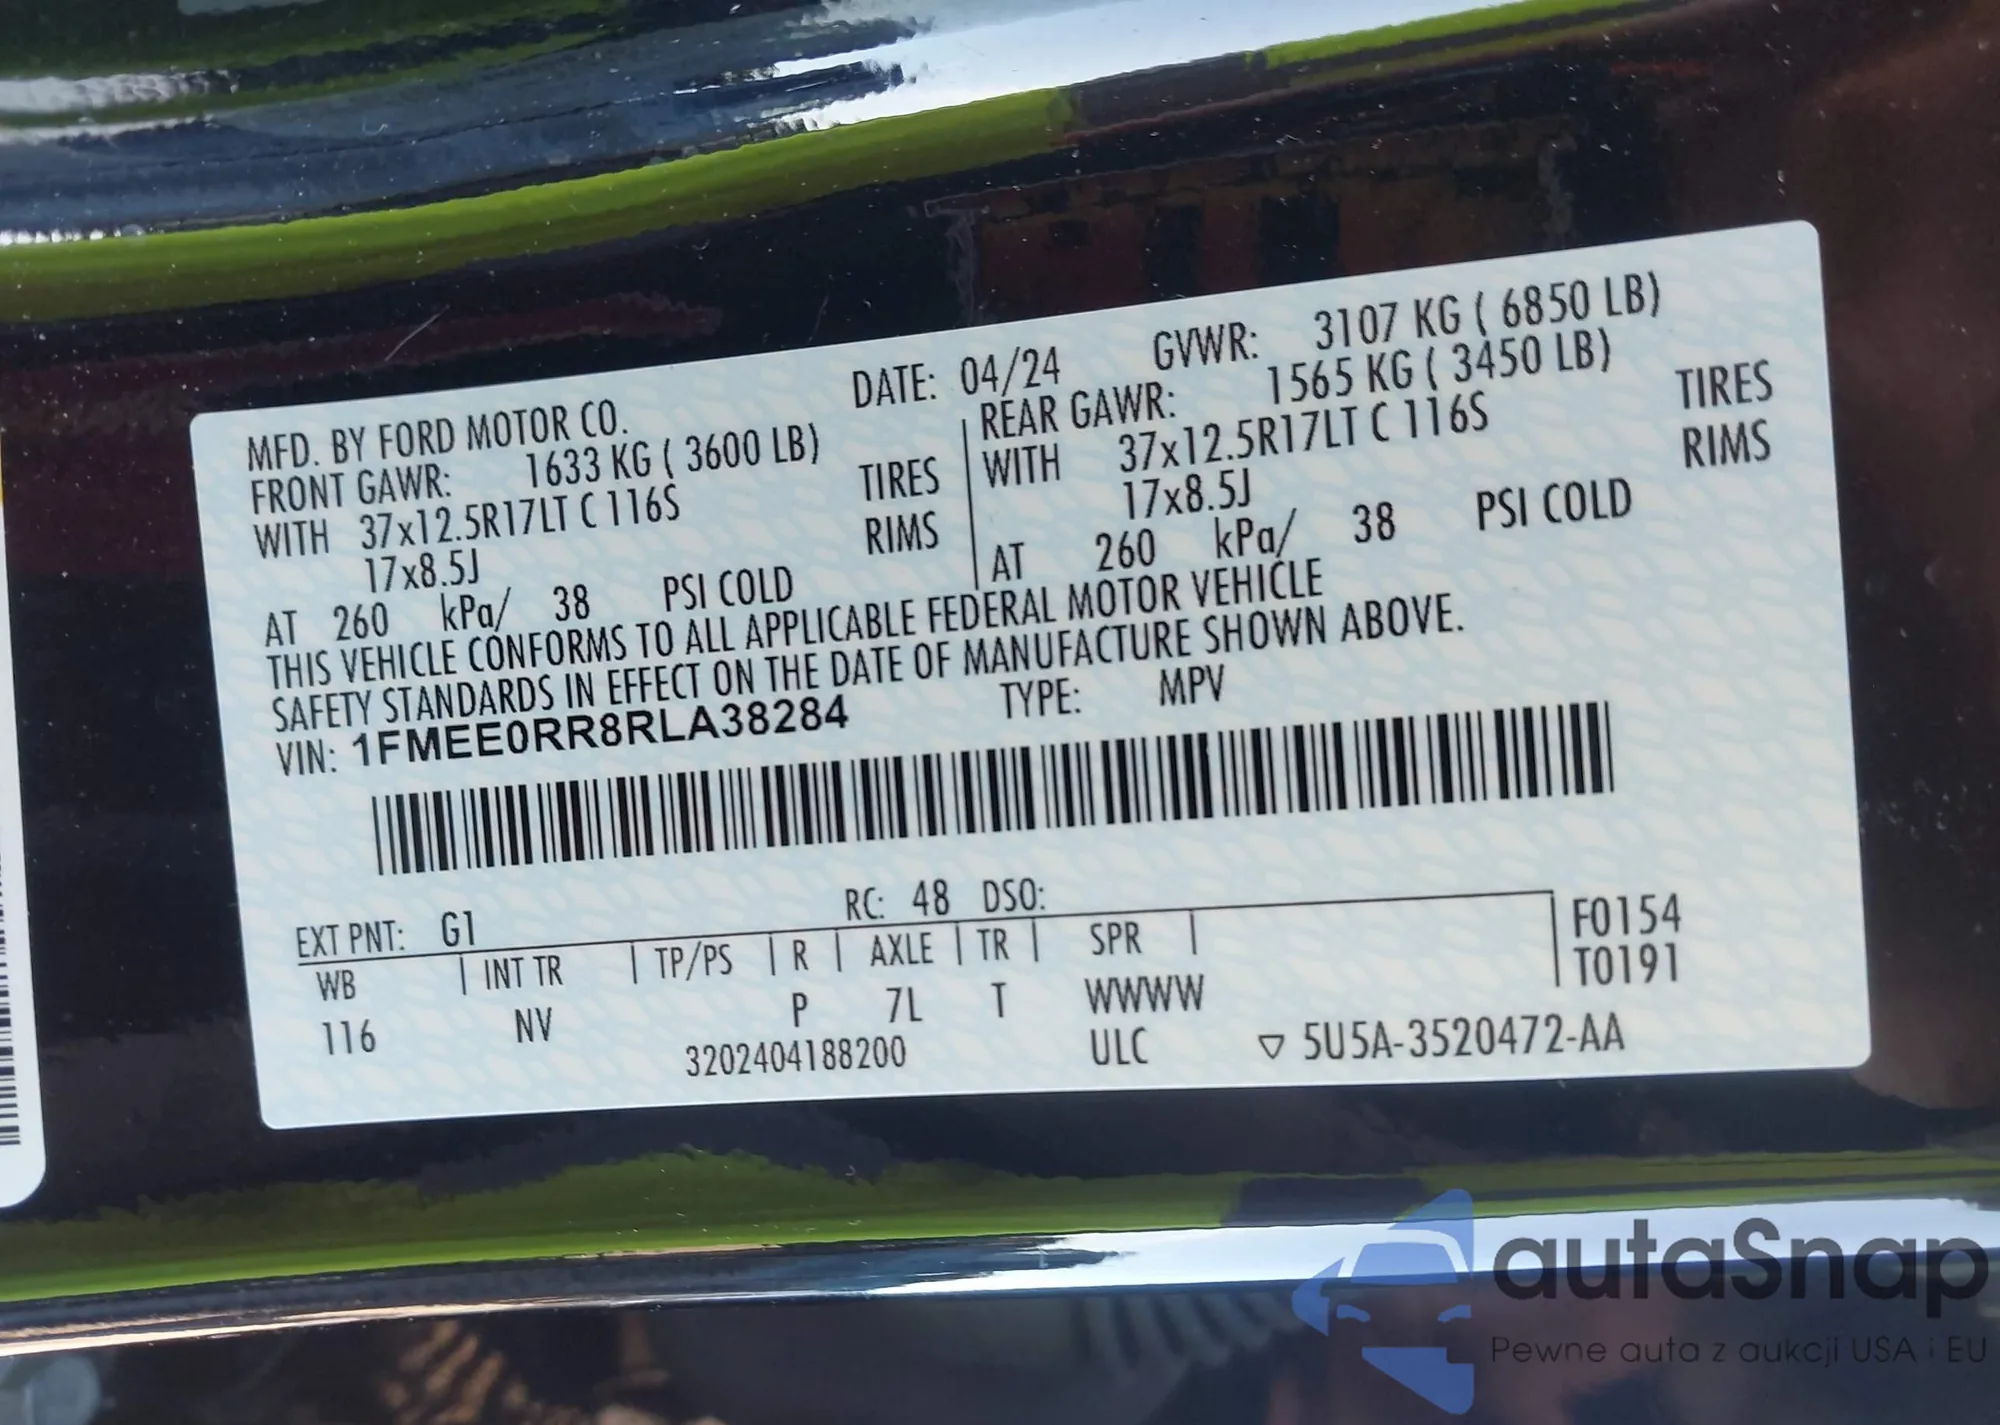 MFD. BY FORD MOTOR CO.
DATE: 04/24 GVWR: 3107 KG ( 6850 LB)
FRONT GAWR: 1633 KG ( 3600 LB)
WITH 37x12.5R17LT C 116S TIRES
17x8.5J RIMS
AT 260 kPa/ 38 PSI COLD
REAR GAWR: 1565 KG ( 3450 LB)
WITH 37x12.5R17LT C 116S TIRES
17x8.5J RIMS
AT 260 kPa/ 38 PSI COLD
THIS VEHICLE CONFORMS TO ALL APPLICABLE FEDERAL MOTOR VEHICLE
SAFETY STANDARDS IN EFFECT ON THE DATE OF MANUFACTURE SHOWN ABOVE.
VIN: 1FMEE0RR8RLA38284 TYPE: MPV
EXT PNT: G1 RC: 48 DSO:
WB | INT TR | TP/PS | R | AXLE | TR | SPR |
116 NV P 7L T WWWW
F0154
T0191
3202404188200 ULC ▽ 5U5A-3520472-AA
autaSnap
Pewne auta z aukcji USA i EU